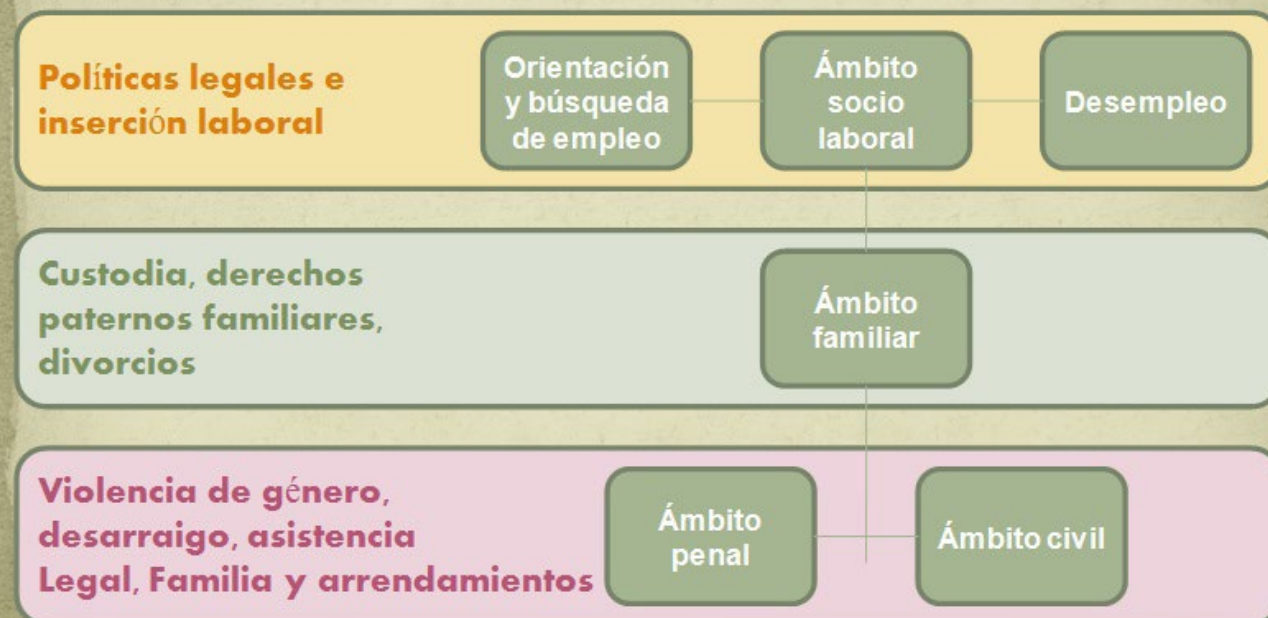 Políticas legales e
inserción laboral
Orientación
y búsqueda
de empleo
Ámbito
socio
laboral
Desempleo
Custodia, derechos
paternos familiares,
divorcios
Ámbito
familiar
Violencia de género,
desarraigo, asistencia
Legal, Familia y arrendamientos
Ámbito
penal
Ámbito civil